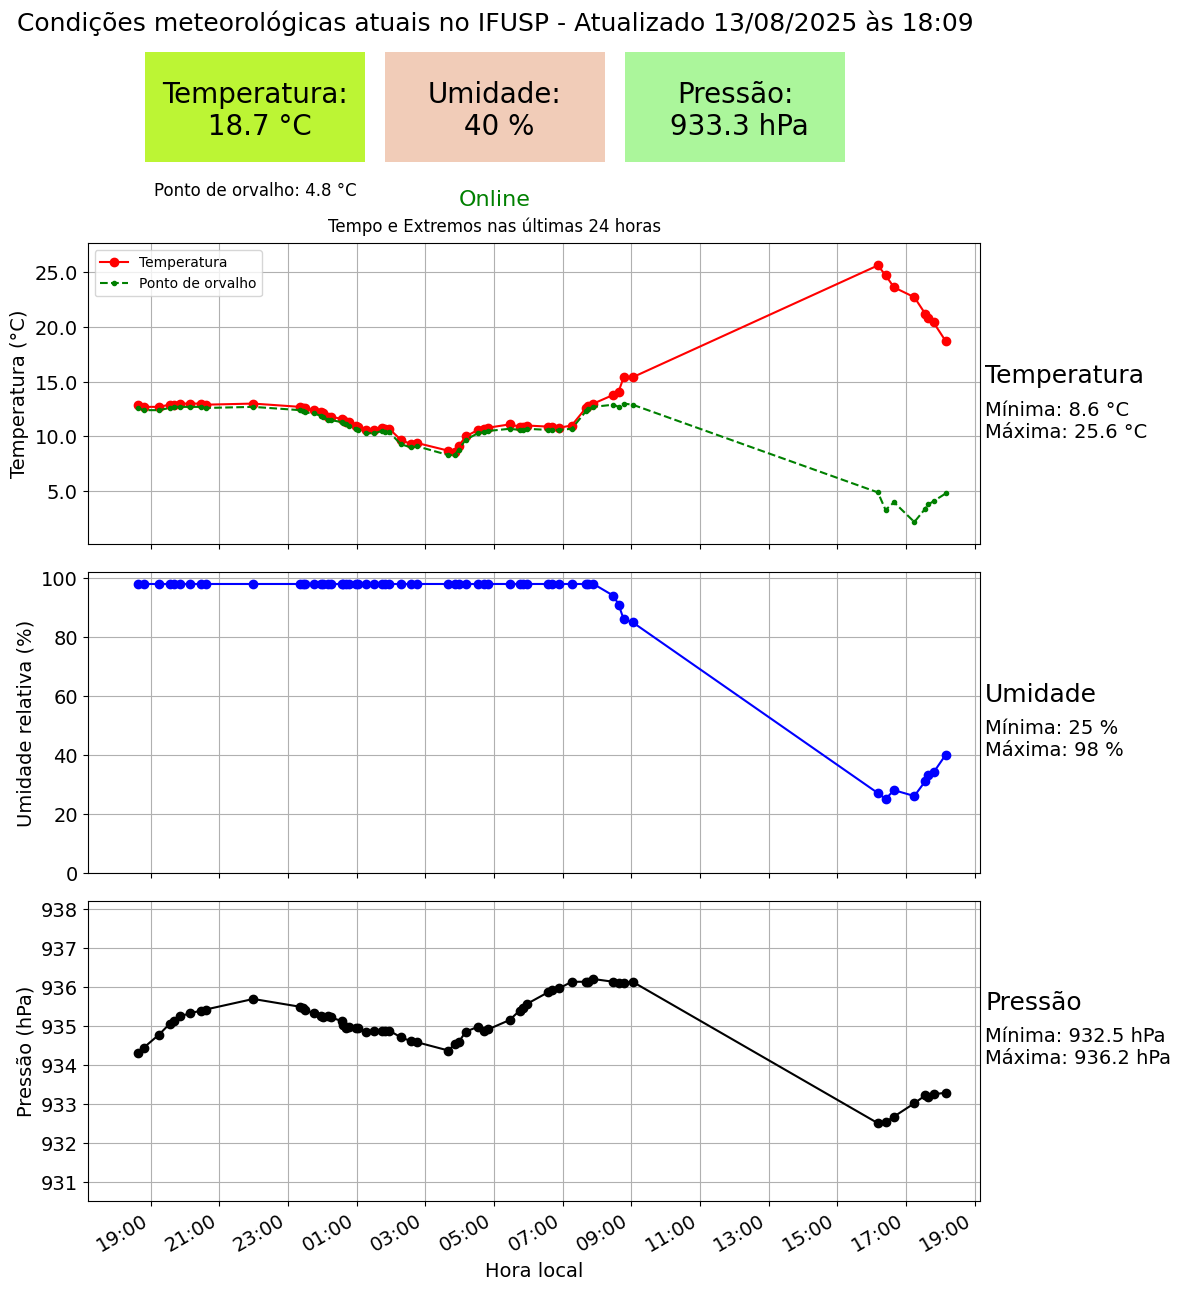 Condições meteorológicas atuais no IFUSP - Atualizado 13/08/2025 às 18:09
Temperatura:
18.7 °C
Umidade:
40 %
Pressão:
933.3 hPa
Ponto de orvalho: 4.8 °C
Online
Tempo e Extremos nas últimas 24 horas
Temperatura
Ponto de orvalho
Temperatura (°C)
25.0
20.0
15.0
10.0
5.0
Temperatura
Mínima: 8.6 °C
Máxima: 25.6 °C
Umidade relativa (%)
100
80
60
40
20
0
Umidade
Mínima: 25 %
Máxima: 98 %
Pressão (hPa)
938
937
936
935
934
933
932
931
Pressão
Mínima: 932.5 hPa
Máxima: 936.2 hPa
19:00
21:00
23:00
01:00
03:00
05:00
07:00
09:00
11:00
13:00
15:00
17:00
19:00
Hora local